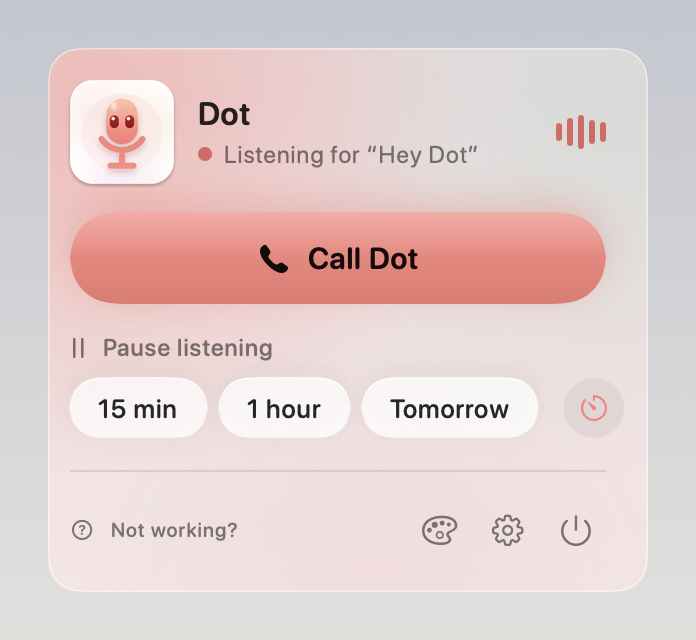 Dot
Listening for “Hey Dot”
Call Dot
Pause listening
15 min
1 hour
Tomorrow
Not working?